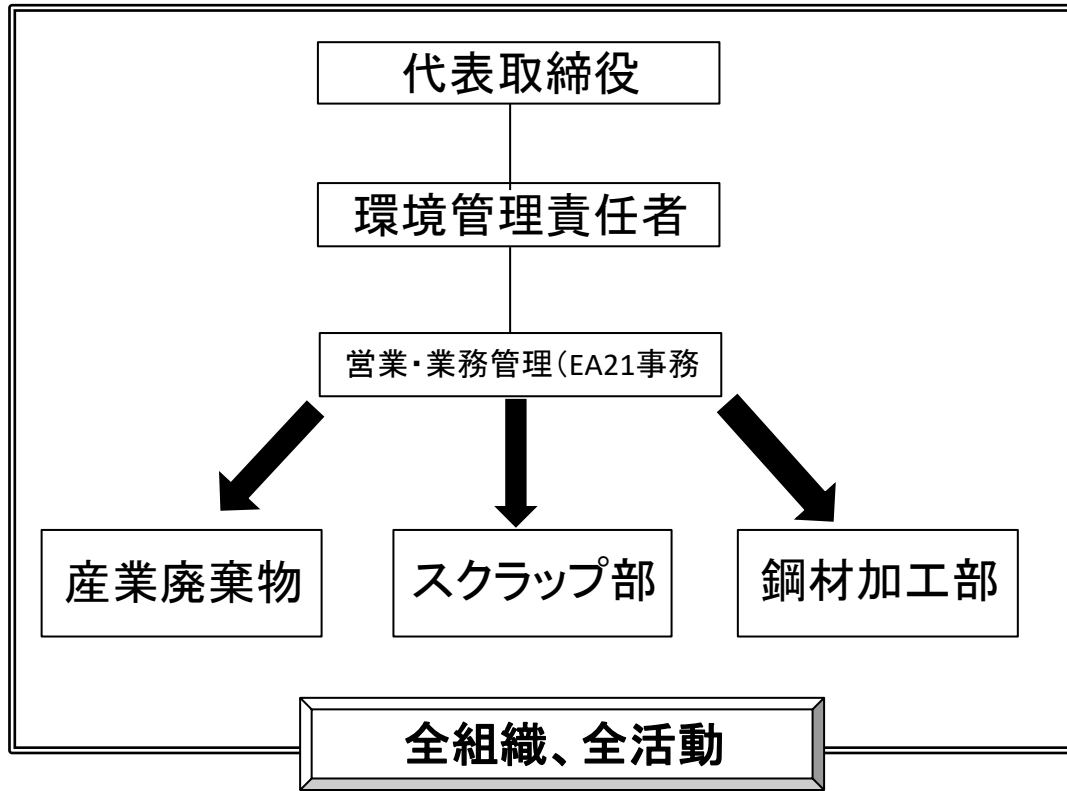 代表取締役
環境管理責任者
営業・業務管理(EA21事務
産業廃棄物
スクラップ部
鋼材加工部
全組織、全活動